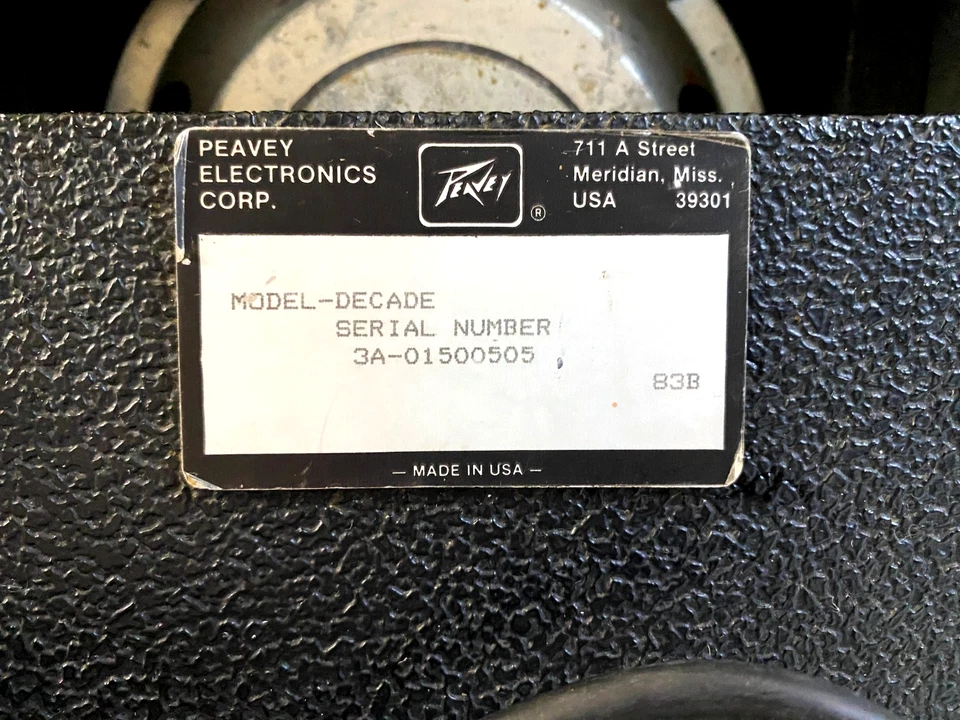 PEAVEY
ELECTRONICS
CORP.
PEAVEY
®
711 A Street
Meridian, Miss.
USA 39301
MODEL-DECADE
SERIAL NUMBER
3A-01500505
83B
— MADE IN USA —